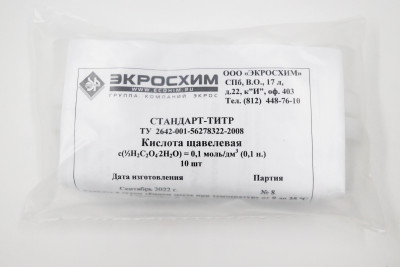 ЭКРОСХИМ
www.ecohim.ru
ГРУППА КОМПАНИЙ ЭКРОС
ООО «ЭКРОСХИМ»
СПб, В.О., 17 л,
д.22, к"И", оф. 403
Тел. (812) 448-76-10
СТАНДАРТ-ТИТР
ТУ 2642-001-56278322-2008
Кислота щавелевая
c(½H₂C₂O₄·2H₂O) = 0,1 моль/дм³ (0,1 н.)
10 шт
Дата изготовления
Партия
Сентябрь 2022 г.
№ 8